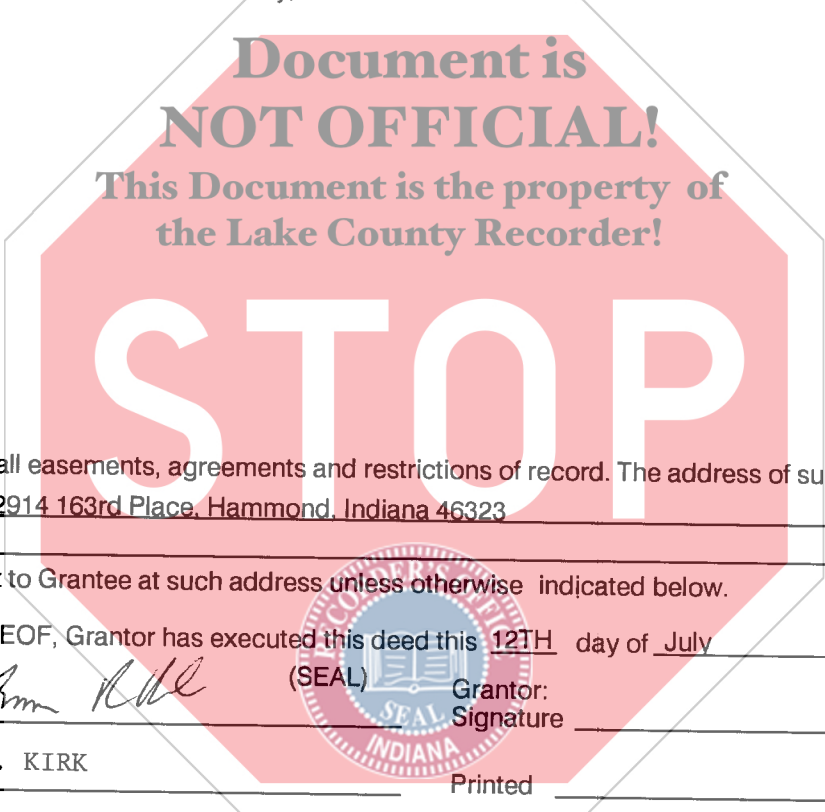 Document is
NOT OFFICIAL!
This Document is the property of
the Lake County Recorder!
STOP
all easements, agreements and restrictions of record. The address of su
2914 163rd Place, Hammond, Indiana 46323
to Grantee at such address unless otherwise indicated below.
EOF, Grantor has executed this deed this 12TH day of July
(SEAL)
Grantor:
Signature
KIRK
Printed
RECORDER'S OFFIC
SEAL
INDIANA